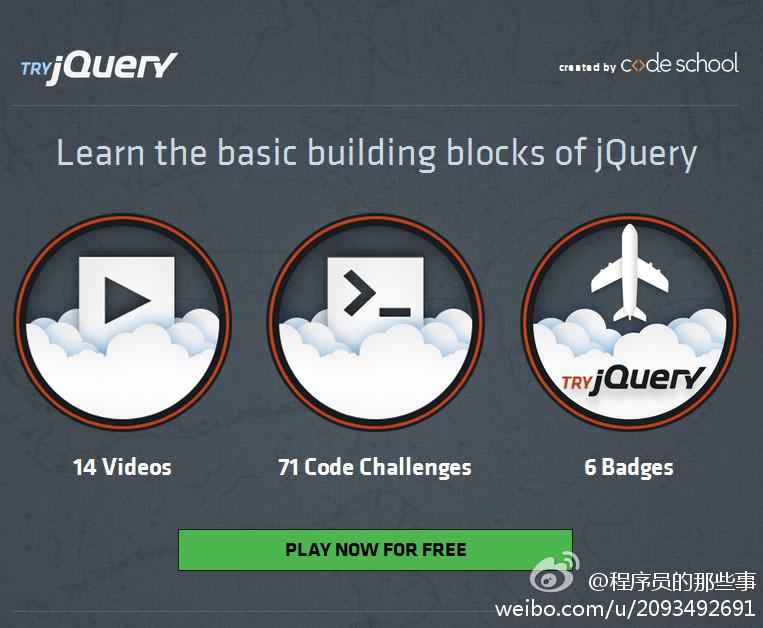 TRY jQuery
created by code school
Learn the basic building blocks of jQuery
TRY jQuery
14 Videos
71 Code Challenges
6 Badges
PLAY NOW FOR FREE
@程序员的那些事
weibo.com/u/2093492691